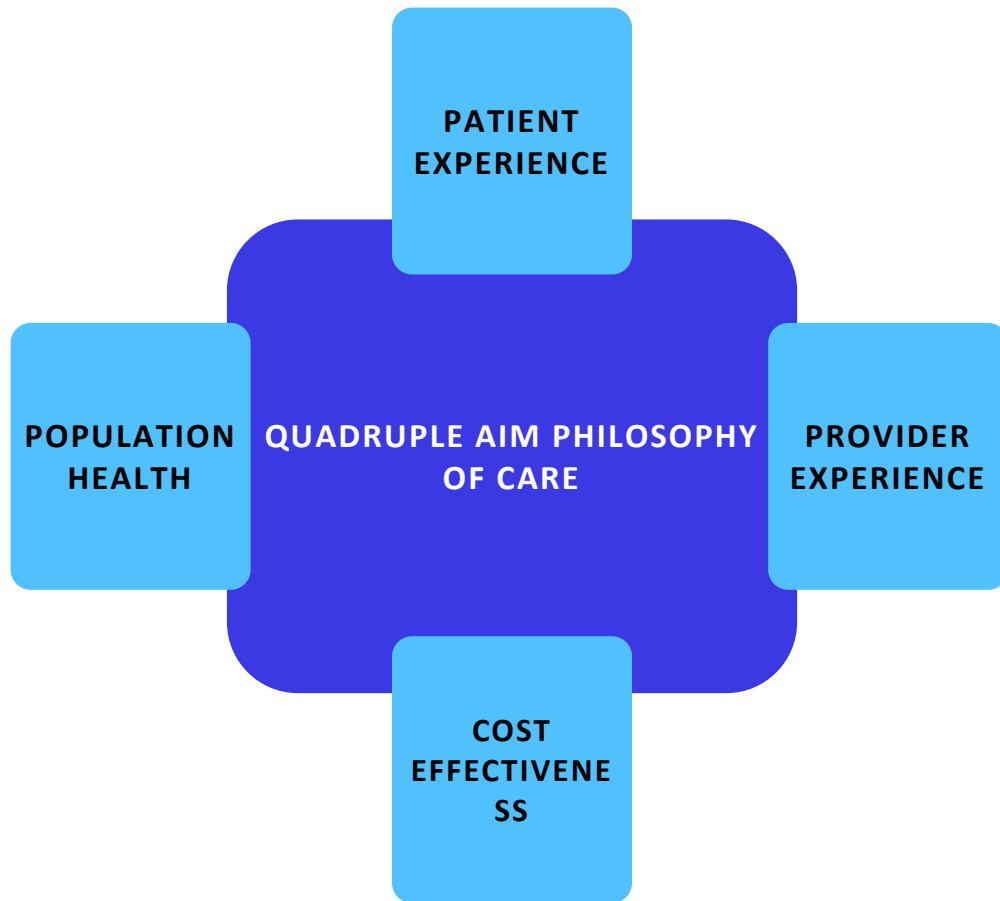 PATIENT
EXPERIENCE
POPULATION
HEALTH
QUADRUPLE AIM PHILOSOPHY
OF CARE
PROVIDER
EXPERIENCE
COST
EFFECTIVENE
SS